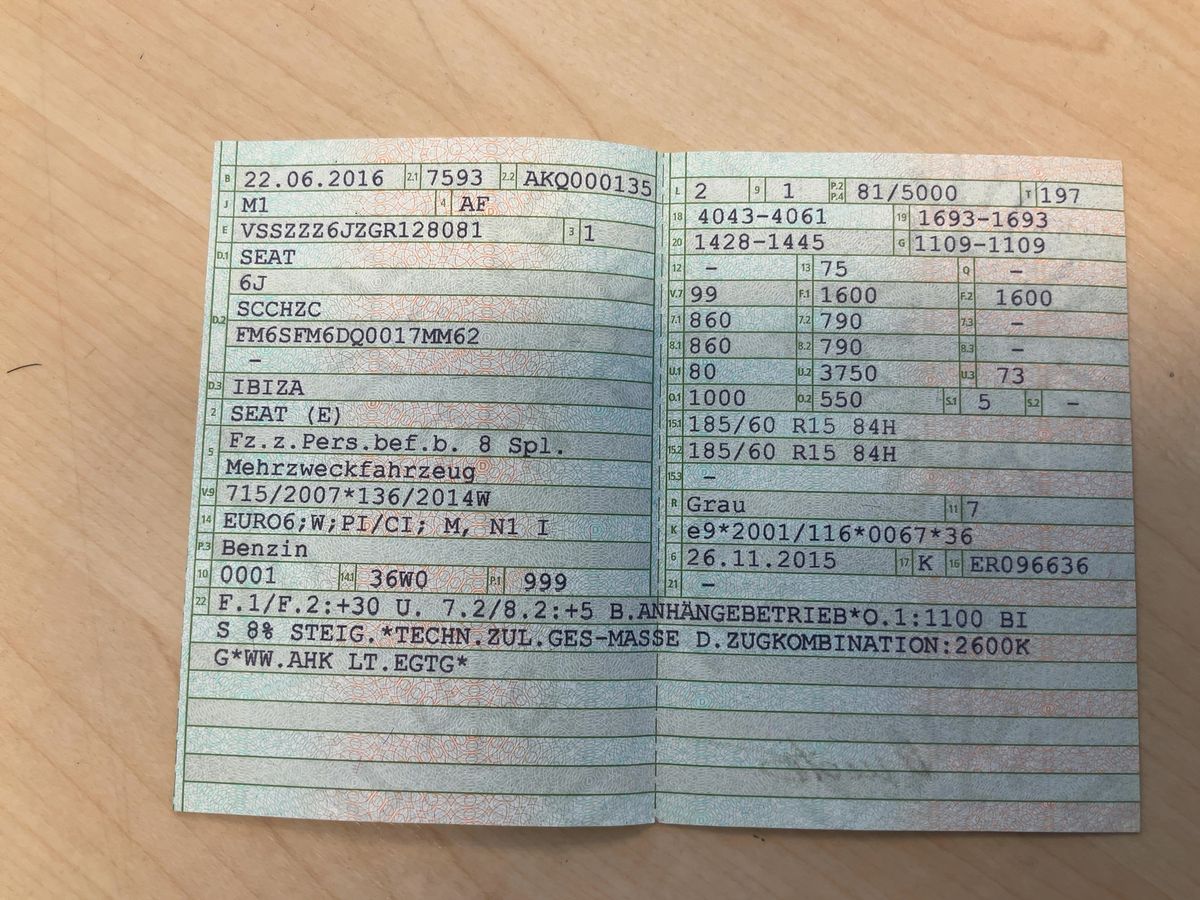 B 22.06.2016 2.1 7593 2.2 AKQ000135
J M1 4 AF
E VSSZZZ6JZGR128081 3 1
D.1 SEAT
6J
D.2 SCCHZC
FM6SFM6DQ0017MM62
–
D.3 IBIZA
2 SEAT (E)
5 Fz.z.Pers.bef.b. 8 Spl.
Mehrzweckfahrzeug
V.9 715/2007*136/2014W
14 EURO6;W;PI/CI; M, N1 I
P.3 Benzin
10 0001 14.1 36W0 P.1 999
L 2 9 1 P.2 P.4 81/5000 T 197
18 4043-4061 19 1693-1693
20 1428-1445 G 1109-1109
12 – 13 75 Q –
V.7 99 F.1 1600 F.2 1600
7.1 860 7.2 790 7.3 –
8.1 860 8.2 790 8.3 –
U.1 80 U.2 3750 U.3 73
O.1 1000 O.2 550 S.1 5 S.2 –
15.1 185/60 R15 84H
15.2 185/60 R15 84H
15.3 –
R Grau 11 7
K e9*2001/116*0067*36
6 26.11.2015 17 K 16 ER096636
21 –
22 F.1/F.2:+30 U. 7.2/8.2:+5 B.ANHÄNGEBETRIEB*O.1:1100 BI
S 8% STEIG.*TECHN.ZUL.GES-MASSE D.ZUGKOMBINATION:2600K
G*WW.AHK LT.EGTG*